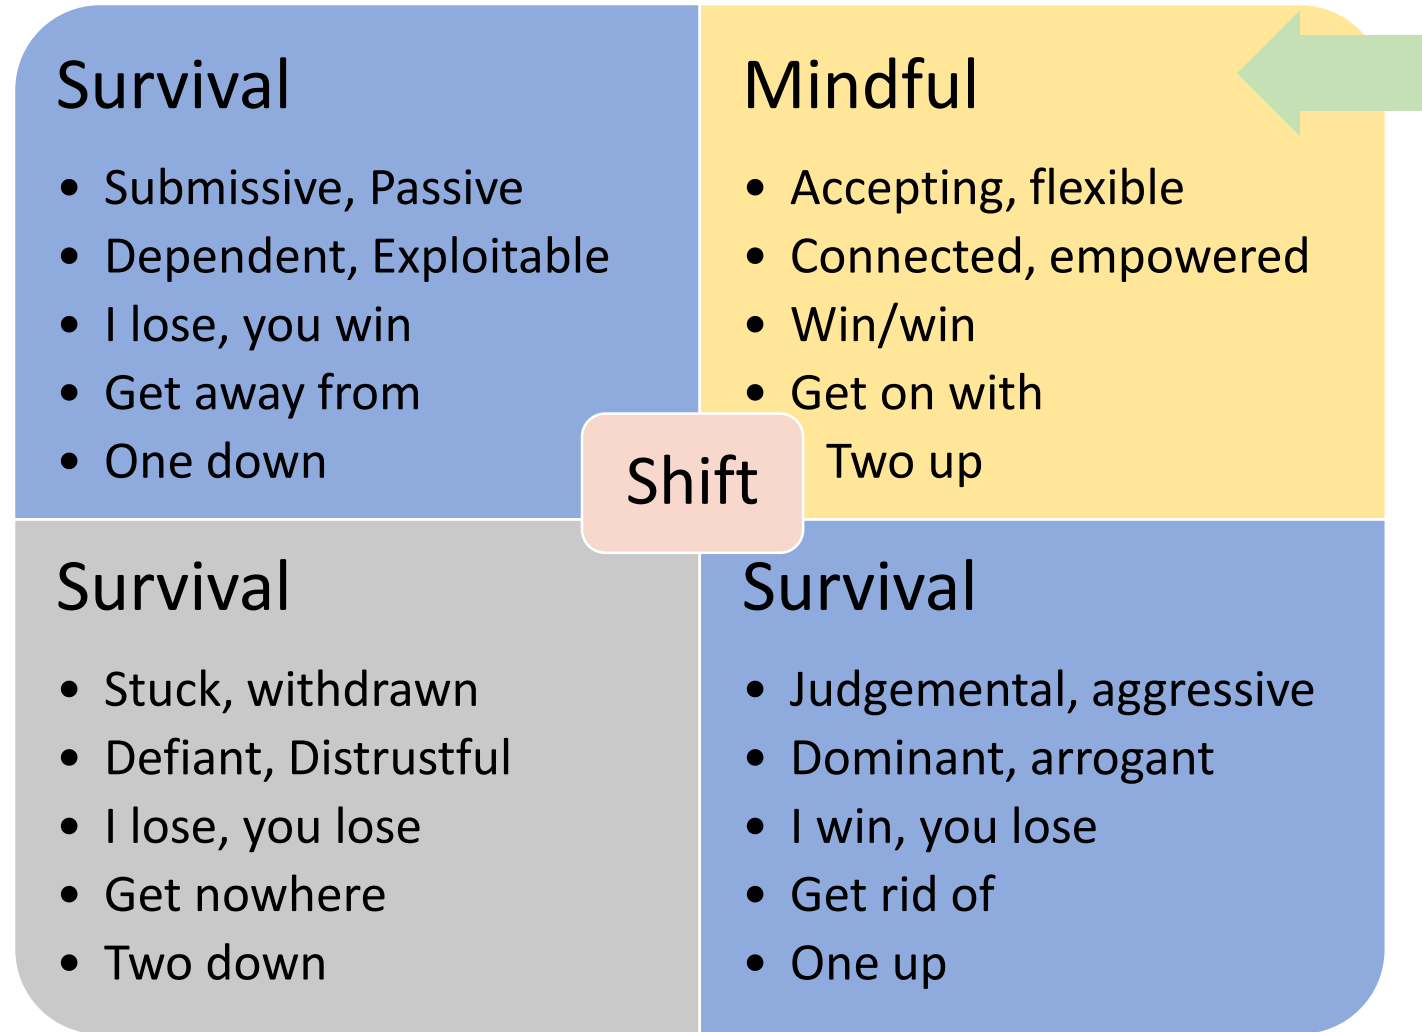 Survival
• Submissive, Passive
• Dependent, Exploitable
• I lose, you win
• Get away from
• One down
Mindful
• Accepting, flexible
• Connected, empowered
• Win/win
• Get on with
Two up
Shift
Survival
• Stuck, withdrawn
• Defiant, Distrustful
• I lose, you lose
• Get nowhere
• Two down
Survival
• Judgemental, aggressive
• Dominant, arrogant
• I win, you lose
• Get rid of
• One up